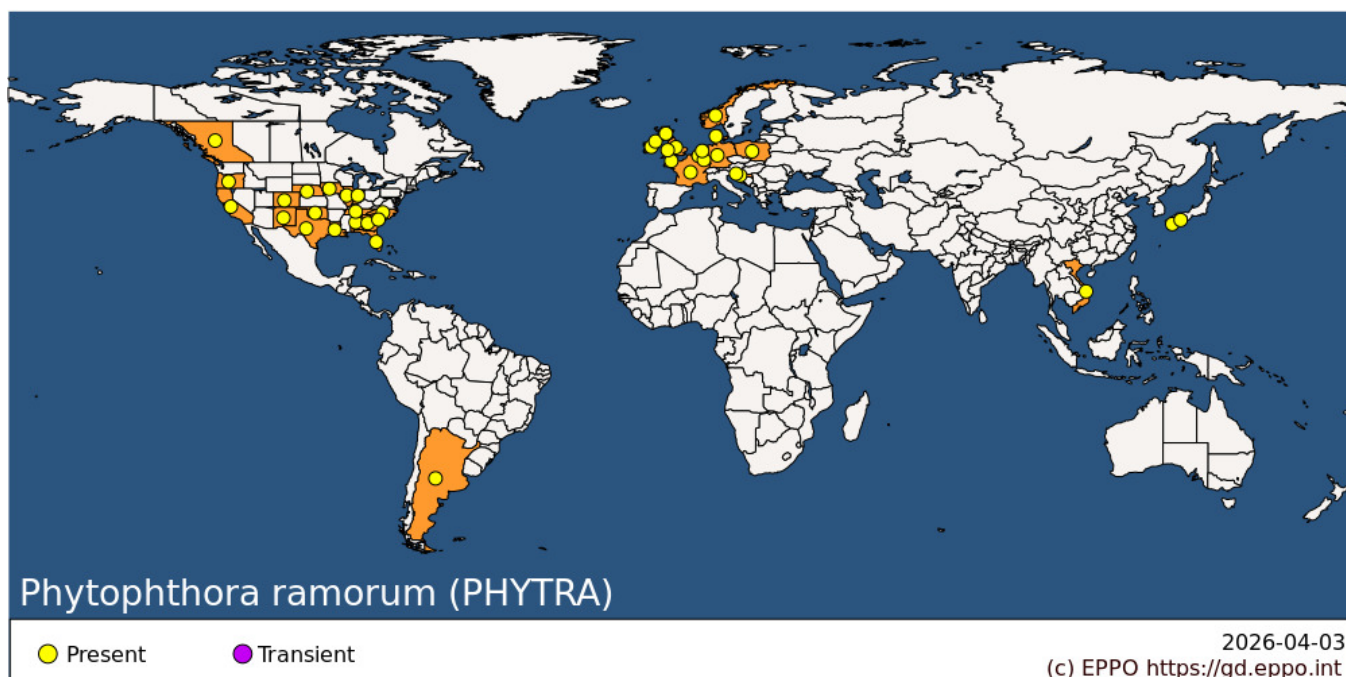 Phytophthora ramorum (PHYTRA)
Present
Transient
2026-04-03
(c) EPPO https://gd.eppo.int